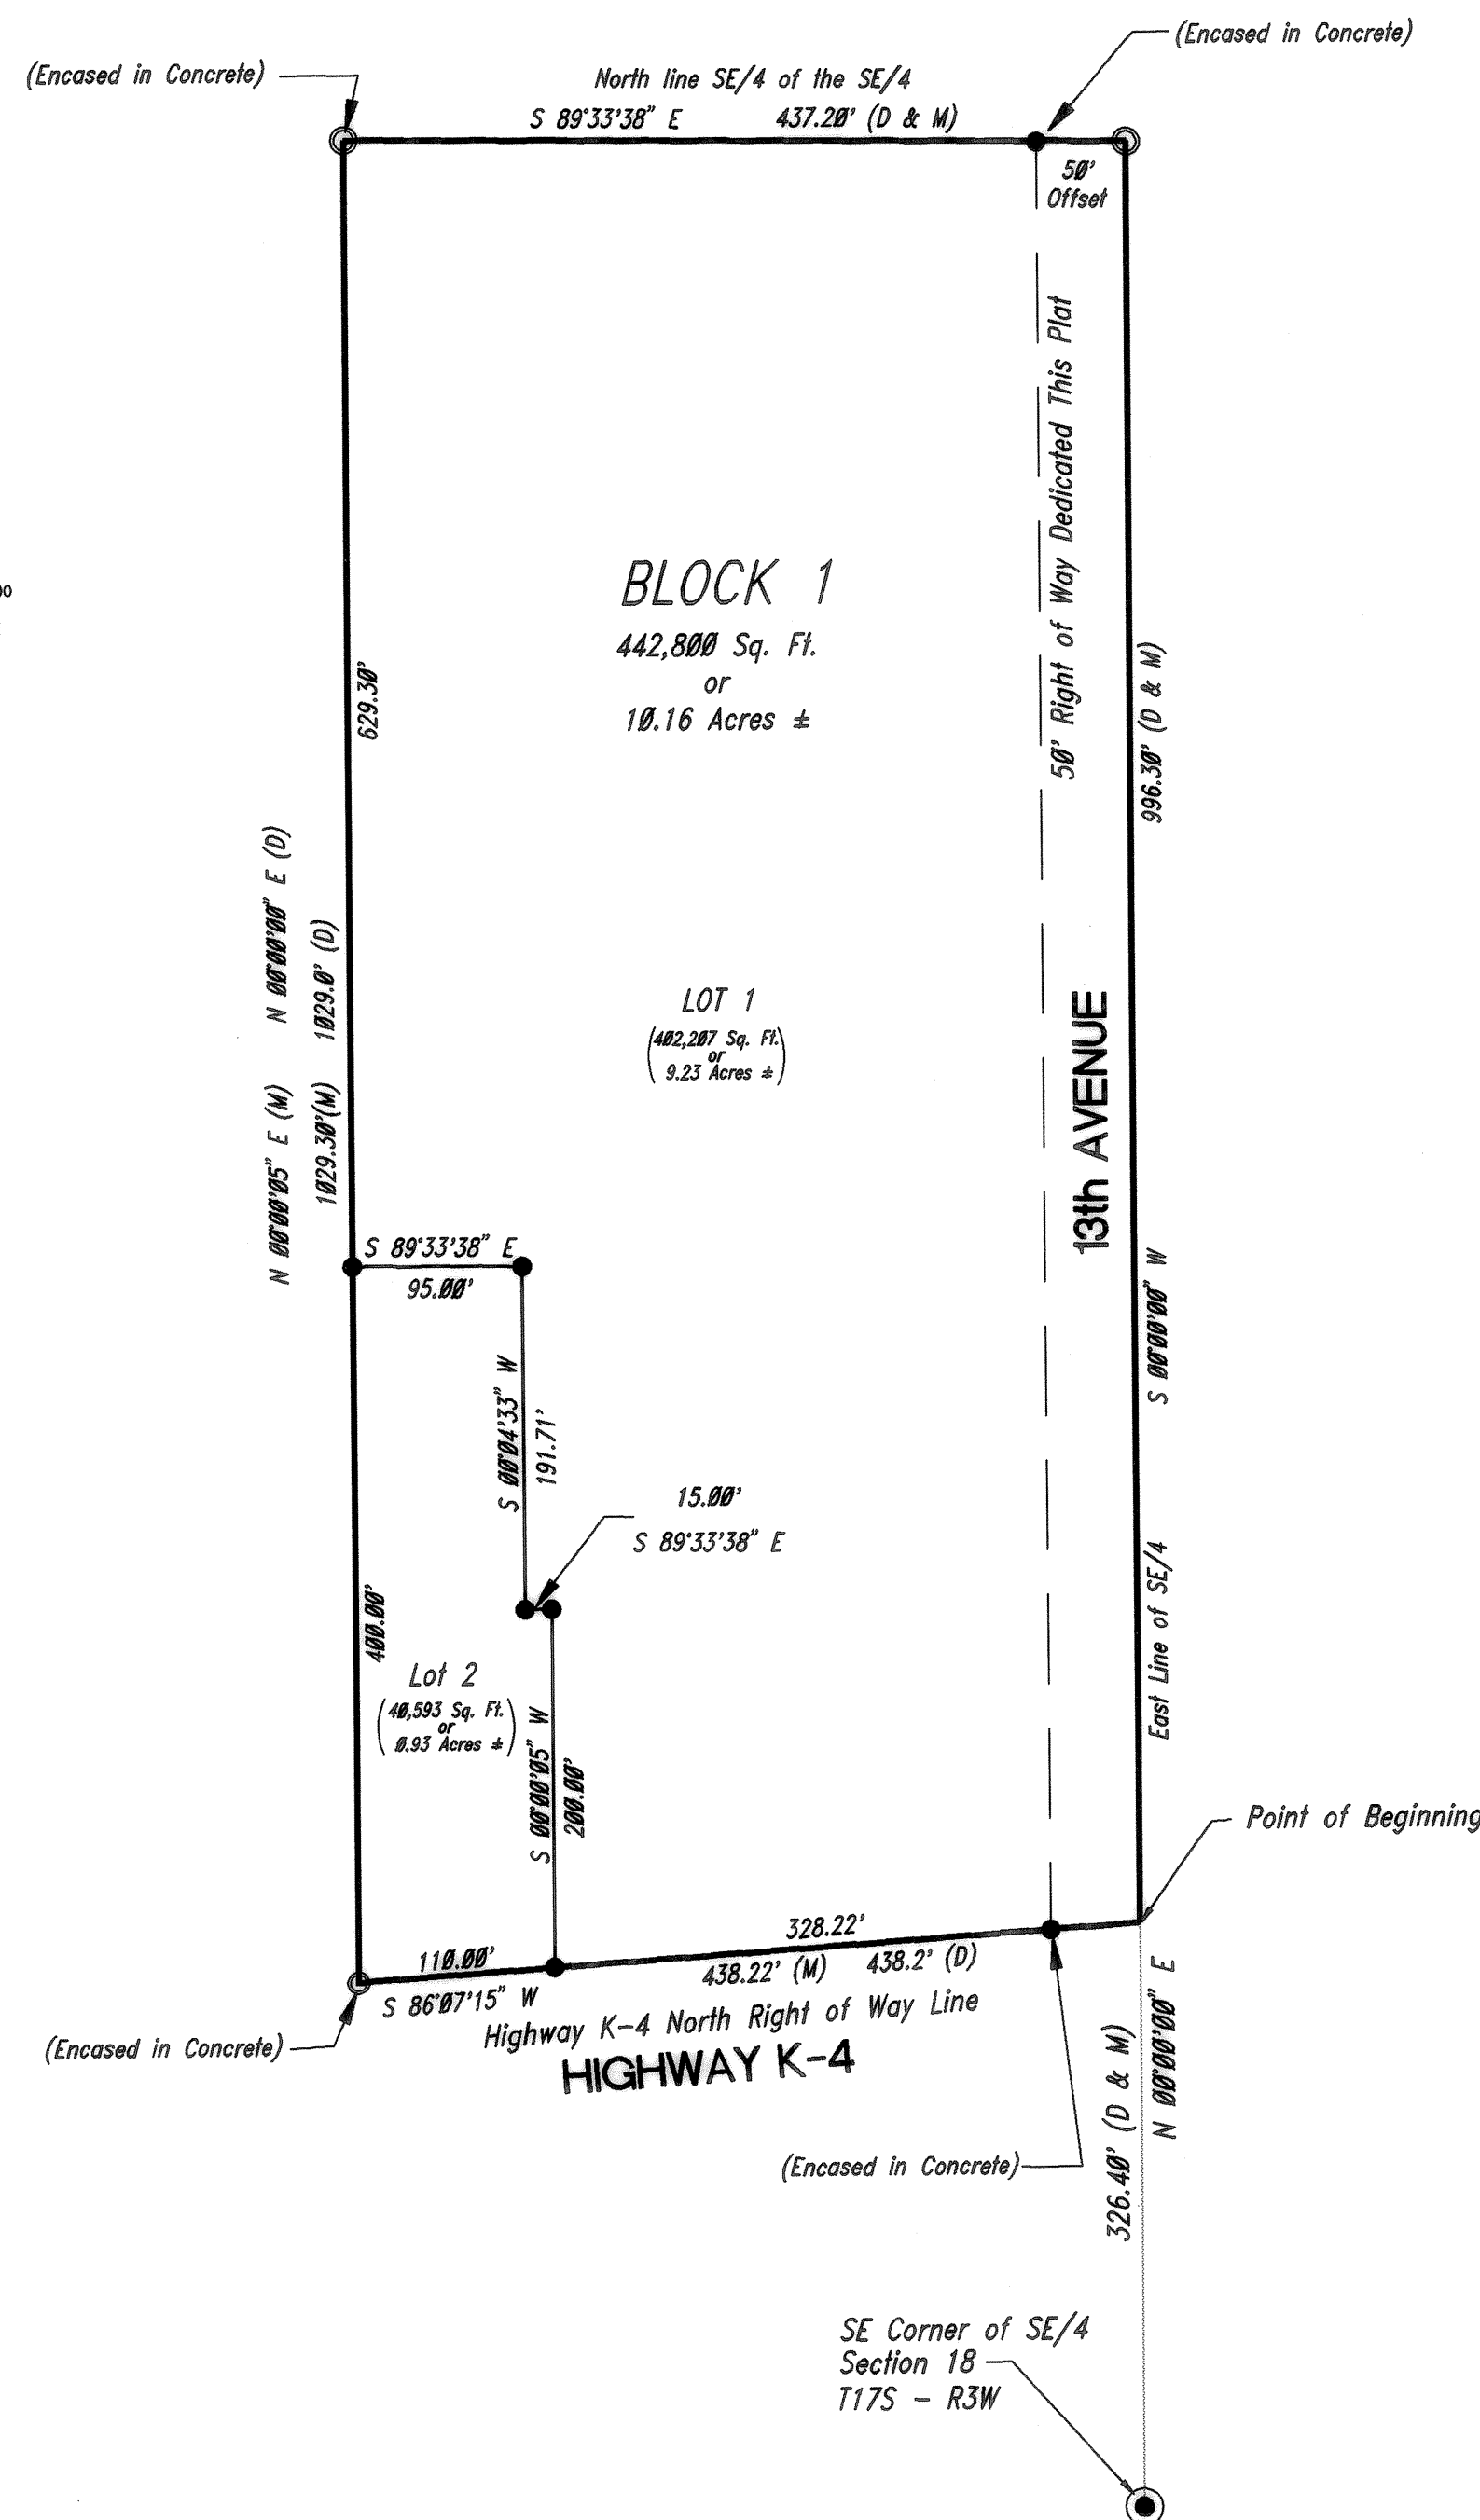 (Encased in Concrete)
(Encased in Concrete)
North line SE/4 of the SE/4
S 89°33'38" E 437.20' (D & M)
50'
Offset
50' Right of Way Dedicated This Plat
BLOCK 1
442,800 Sq. Ft.
or
10.16 Acres ±
629.30'
996.30' (D & M)
N 00°00'05" E (M) N 00°00'00" E (D)
1029.30'(M) 1029.0' (D)
LOT 1
(402,207 Sq. Ft.
or
9.23 Acres ±)
13th AVENUE
S 00°00'00" W
East Line of SE/4
S 89°33'38" E
95.00'
S 00°04'33" W
191.71'
15.00'
S 89°33'38" E
400.00'
Lot 2
(40,593 Sq. Ft.
or
0.93 Acres ±)
S 00°00'05" W
200.00'
Point of Beginning
110.00'
328.22'
S 86°07'15" W
438.22' (M) 438.2' (D)
Highway K-4 North Right of Way Line
HIGHWAY K-4
(Encased in Concrete)
(Encased in Concrete)
326.40' (D & M)
N 00°00'00" E
SE Corner of SE/4
Section 18
T17S - R3W